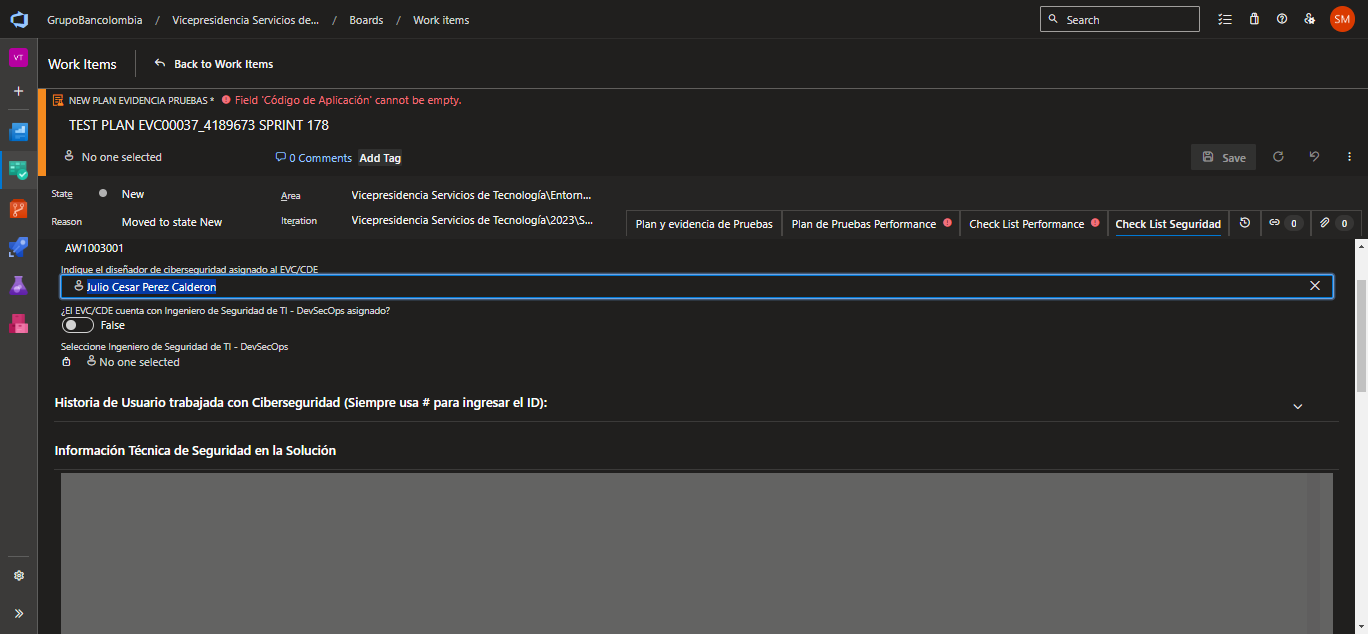 GrupoBancolombia / Vicepresidencia Servicios de... / Boards / Work items
Search
SM
VT
Work Items
Back to Work Items
NEW PLAN EVIDENCIA PRUEBAS * Field 'Código de Aplicación' cannot be empty.
TEST PLAN EVC00037_4189673 SPRINT 178
No one selected
0 Comments
Add Tag
Save
State
New
Area
Vicepresidencia Servicios de Tecnología\Entorn...
Reason
Moved to state New
Iteration
Vicepresidencia Servicios de Tecnología\2023\S...
Plan y evidencia de Pruebas
Plan de Pruebas Performance
Check List Performance
Check List Seguridad
0
0
AW1003001
Indique el diseñador de ciberseguridad asignado al EVC/CDE
Julio Cesar Perez Calderon
¿El EVC/CDE cuenta con Ingeniero de Seguridad de TI - DevSecOps asignado?
False
Seleccione Ingeniero de Seguridad de TI - DevSecOps
No one selected
Historia de Usuario trabajada con Ciberseguridad (Siempre usa # para ingresar el ID):
Información Técnica de Seguridad en la Solución